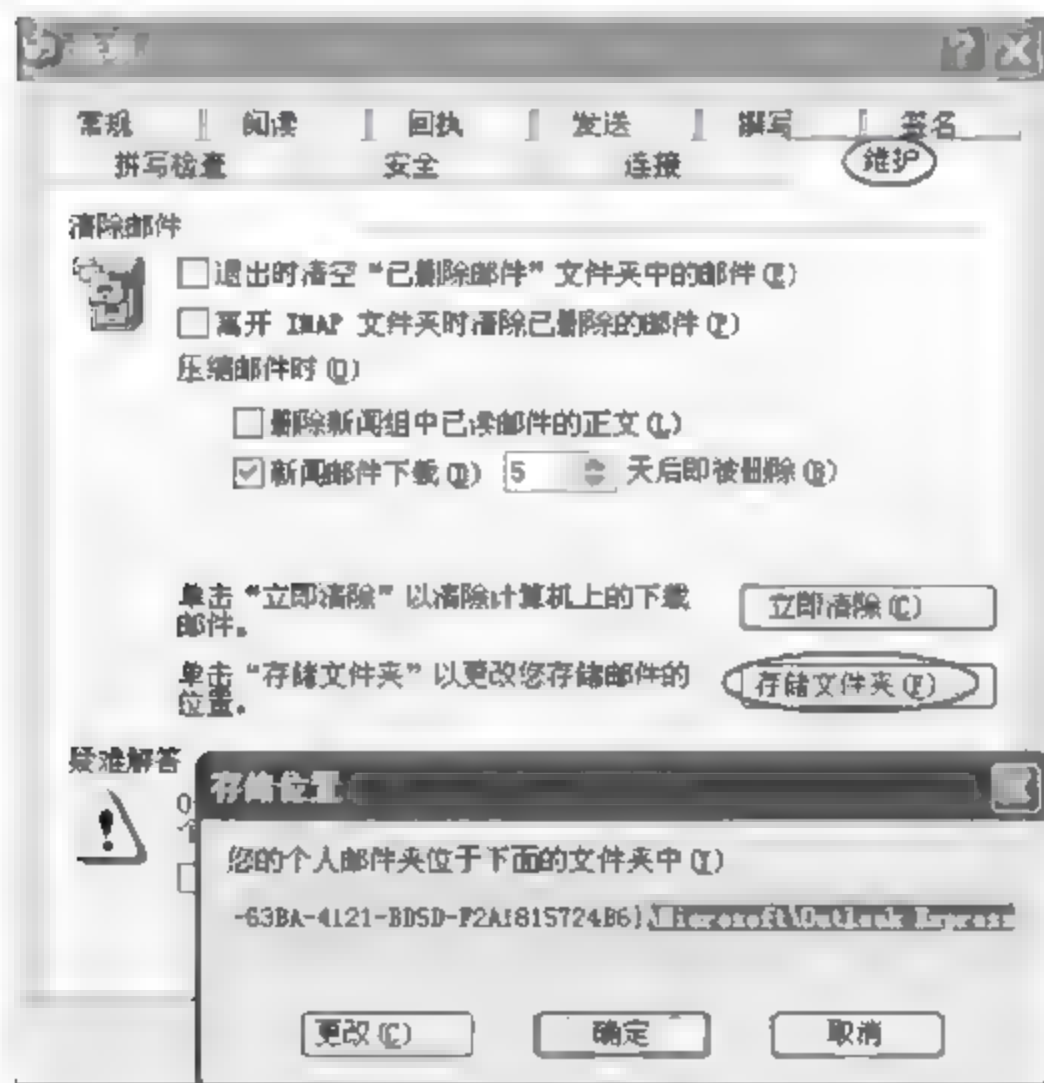 常规 阅读 回执 发送 撰写 签名
拼写检查 安全 连接 维护
清除邮件
退出时清空“已删除邮件”文件夹中的邮件(E)
离开 IMAP 文件夹时清除已删除的邮件(P)
压缩邮件时(O)
删除新闻组中已读邮件的正文(L)
新闻邮件下载(D) 5 天后即被删除(R)
单击“立即清除”以清除计算机上的下载
邮件。
立即清除(C)
单击“存储文件夹”以更改您存储邮件的
位置。
存储文件夹(F)
疑难解答
存储位置
您的个人邮件夹位于下面的文件夹中(Y)
-63BA-4121-BD5D-F2A1815724B6}\Microsoft\Outlook Express
更改(C) 确定 取消